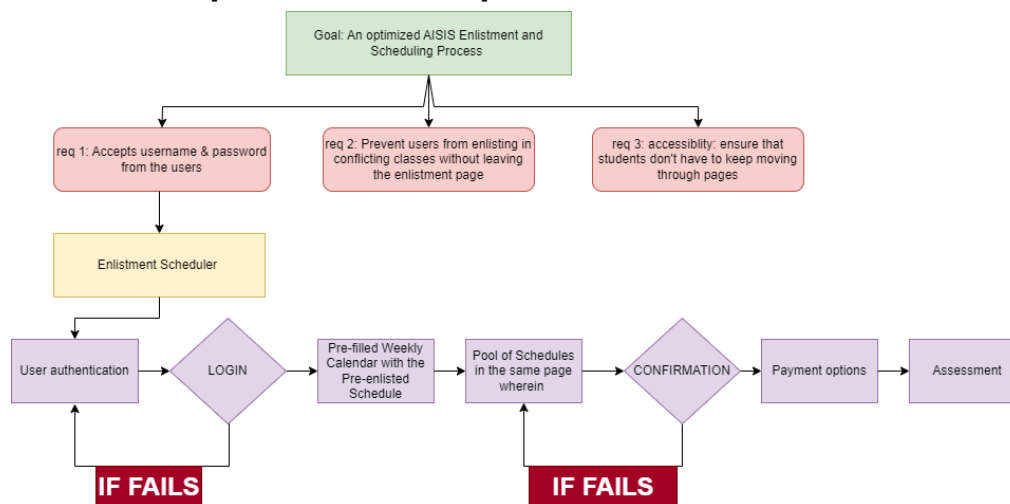 Goal: An optimized AISIS Enlistment and
Scheduling Process
req 1: Accepts username & password
from the users
req 2: Prevent users from enlisting in
conflicting classes without leaving
the enlistment page
req 3: accessiblity: ensure that
students don't have to keep moving
through pages
Enlistment Scheduler
User authentication
LOGIN
Pre-filled Weekly
Calendar with the
Pre-enlisted
Schedule
Pool of Schedules
in the same page
wherein
CONFIRMATION
Payment options
Assessment
IF FAILS
IF FAILS